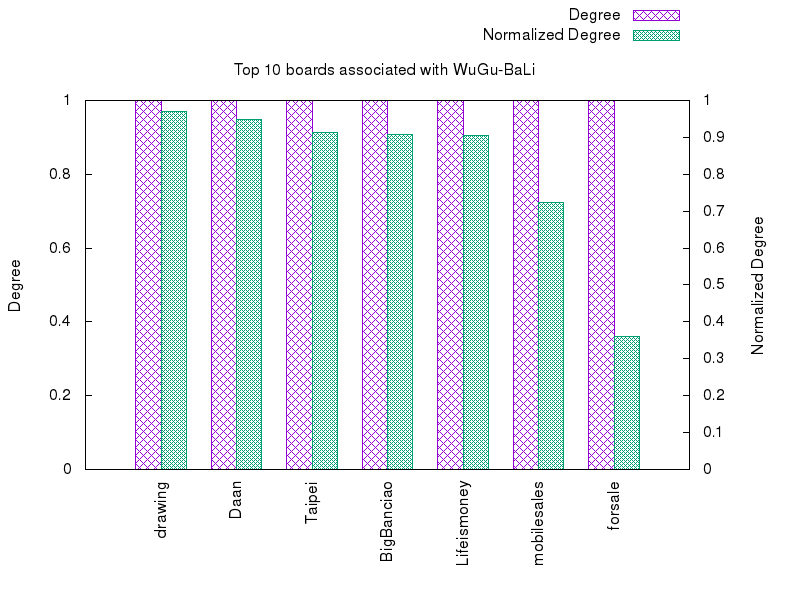 Degree
Normalized Degree
Top 10 boards associated with WuGu-BaLi
1
0.8
0.6
0.4
0.2
0
Degree
1
0.9
0.8
0.7
0.6
0.5
0.4
0.3
0.2
0.1
0
Normalized Degree
drawing
Daan
Taipei
BigBanciao
Lifeismoney
mobilesales
forsale